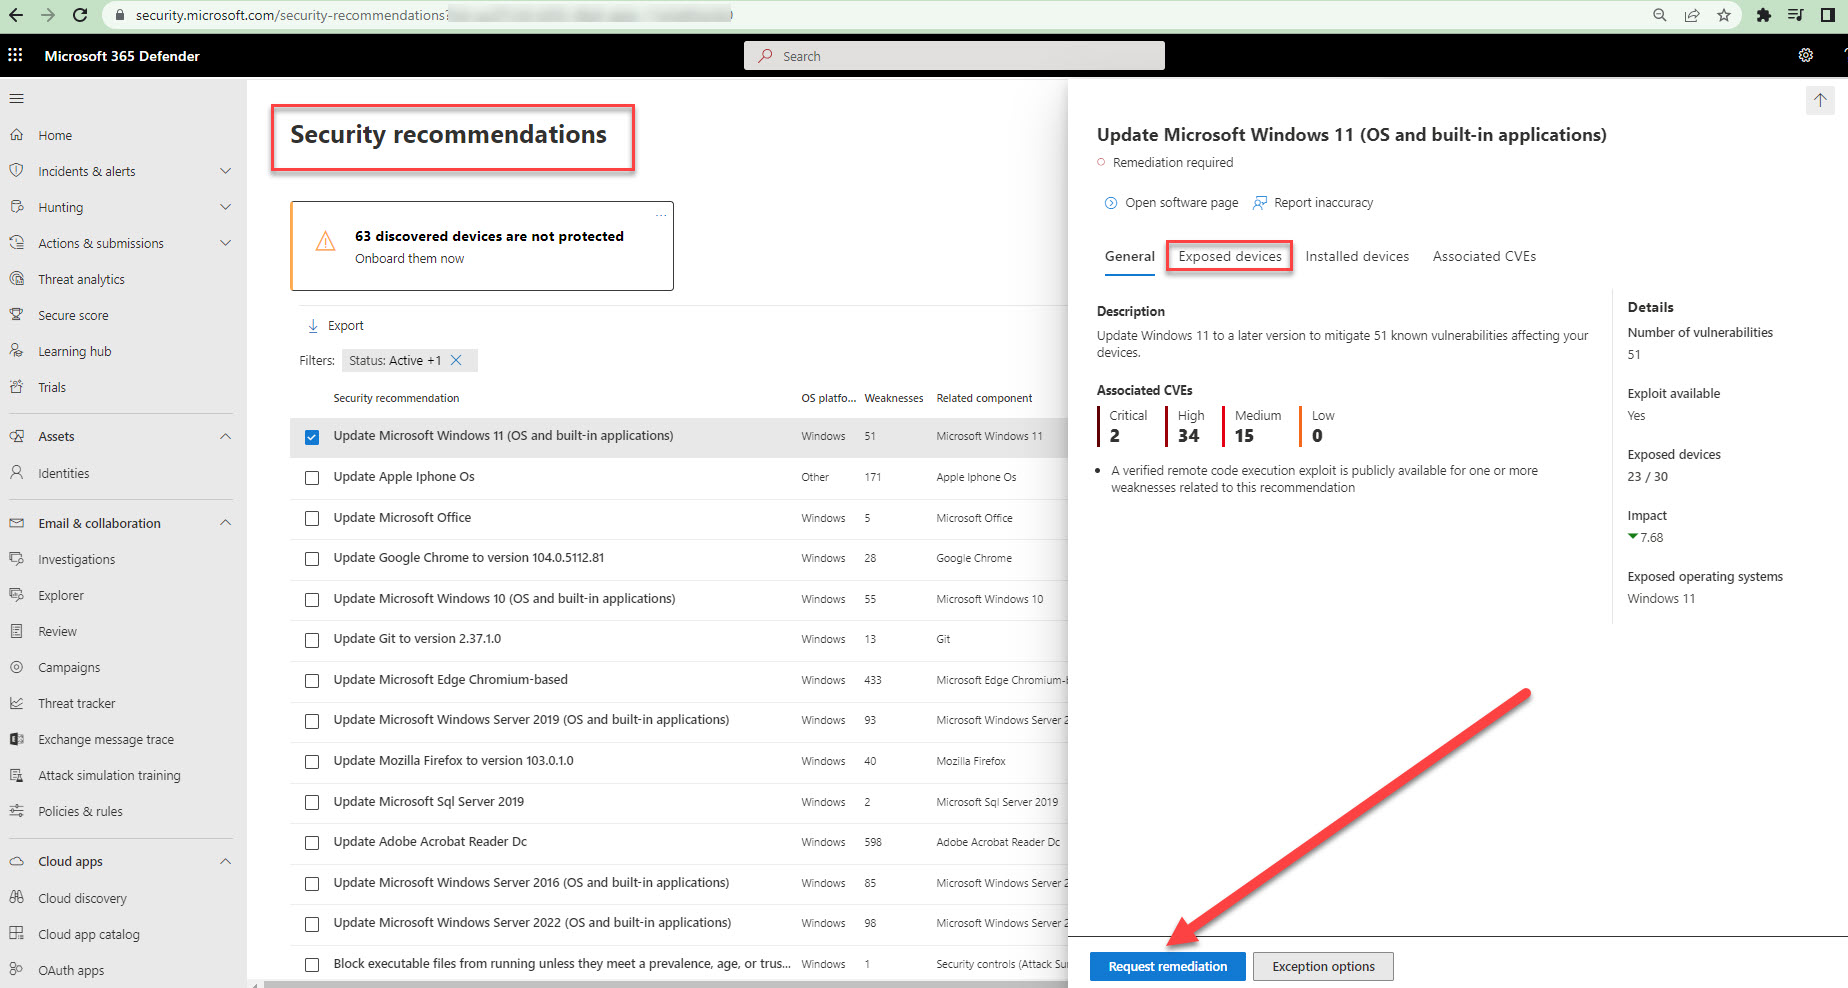 security.microsoft.com/security-recommendations?
Microsoft 365 Defender
Search
Home
Incidents & alerts
Hunting
Actions & submissions
Threat analytics
Secure score
Learning hub
Trials
Assets
Identities
Email & collaboration
Investigations
Explorer
Review
Campaigns
Threat tracker
Exchange message trace
Attack simulation training
Policies & rules
Cloud apps
Cloud discovery
Cloud app catalog
OAuth apps
Security recommendations
63 discovered devices are not protected
Onboard them now
Export
Filters: Status: Active +1
Security recommendation OS platfo... Weaknesses Related component
Update Microsoft Windows 11 (OS and built-in applications) Windows 51 Microsoft Windows 11
Update Apple Iphone Os Other 171 Apple Iphone Os
Update Microsoft Office Windows 5 Microsoft Office
Update Google Chrome to version 104.0.5112.81 Windows 28 Google Chrome
Update Microsoft Windows 10 (OS and built-in applications) Windows 55 Microsoft Windows 10
Update Git to version 2.37.1.0 Windows 13 Git
Update Microsoft Edge Chromium-based Windows 433 Microsoft Edge Chromium-
Update Microsoft Windows Server 2019 (OS and built-in applications) Windows 93 Microsoft Windows Server 2
Update Mozilla Firefox to version 103.0.1.0 Windows 40 Mozilla Firefox
Update Microsoft Sql Server 2019 Windows 2 Microsoft Sql Server 2019
Update Adobe Acrobat Reader Dc Windows 598 Adobe Acrobat Reader Dc
Update Microsoft Windows Server 2016 (OS and built-in applications) Windows 85 Microsoft Windows Server 2
Update Microsoft Windows Server 2022 (OS and built-in applications) Windows 98 Microsoft Windows Server 2
Block executable files from running unless they meet a prevalence, age, or trus... Windows 1 Security controls (Attack Su
Update Microsoft Windows 11 (OS and built-in applications)
Remediation required
Open software page Report inaccuracy
General Exposed devices Installed devices Associated CVEs
Description
Update Windows 11 to a later version to mitigate 51 known vulnerabilities affecting your
devices.
Associated CVEs
Critical High Medium Low
2 34 15 0
• A verified remote code execution exploit is publicly available for one or more
weaknesses related to this recommendation
Details
Number of vulnerabilities
51
Exploit available
Yes
Exposed devices
23 / 30
Impact
7.68
Exposed operating systems
Windows 11
Request remediation Exception options